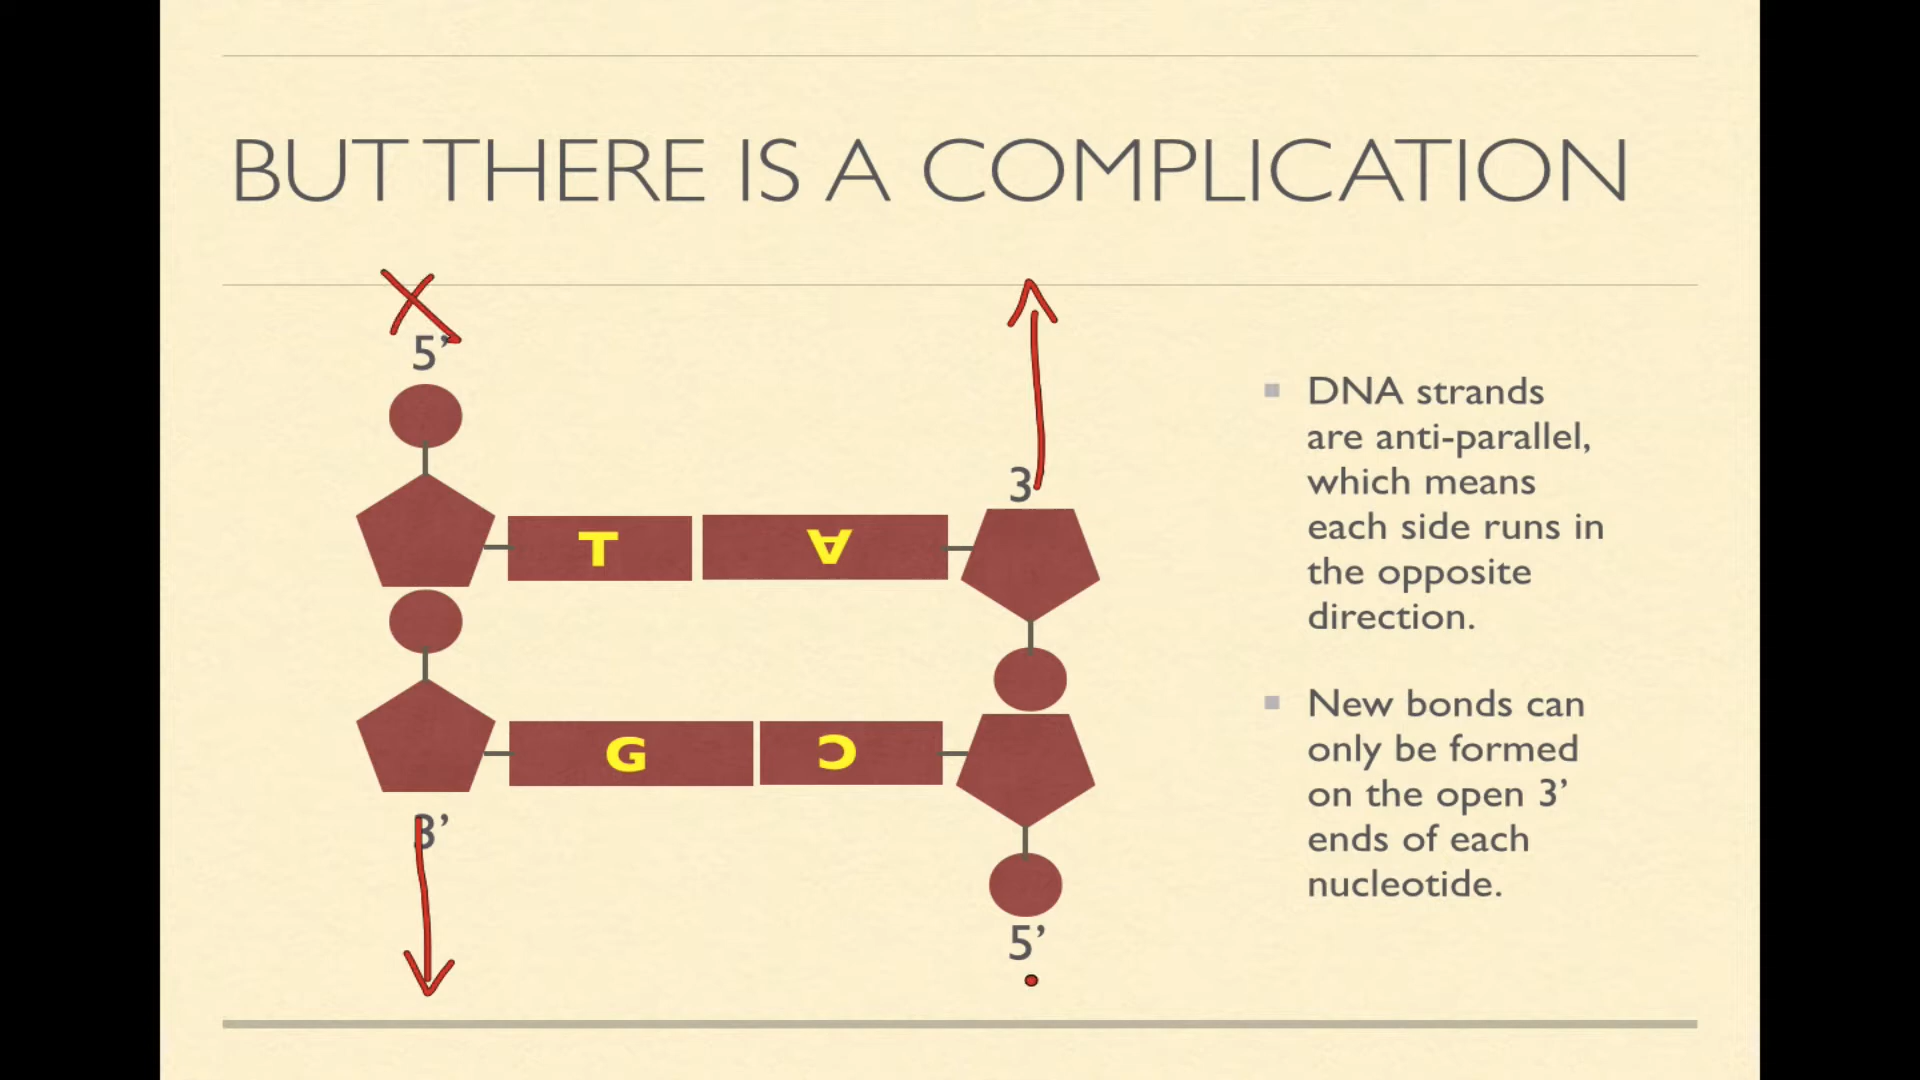 BUT THERE IS A COMPLICATION
5’
3
T A
G C
3’
5’
DNA strands
are anti-parallel,
which means
each side runs in
the opposite
direction.
New bonds can
only be formed
on the open 3’
ends of each
nucleotide.